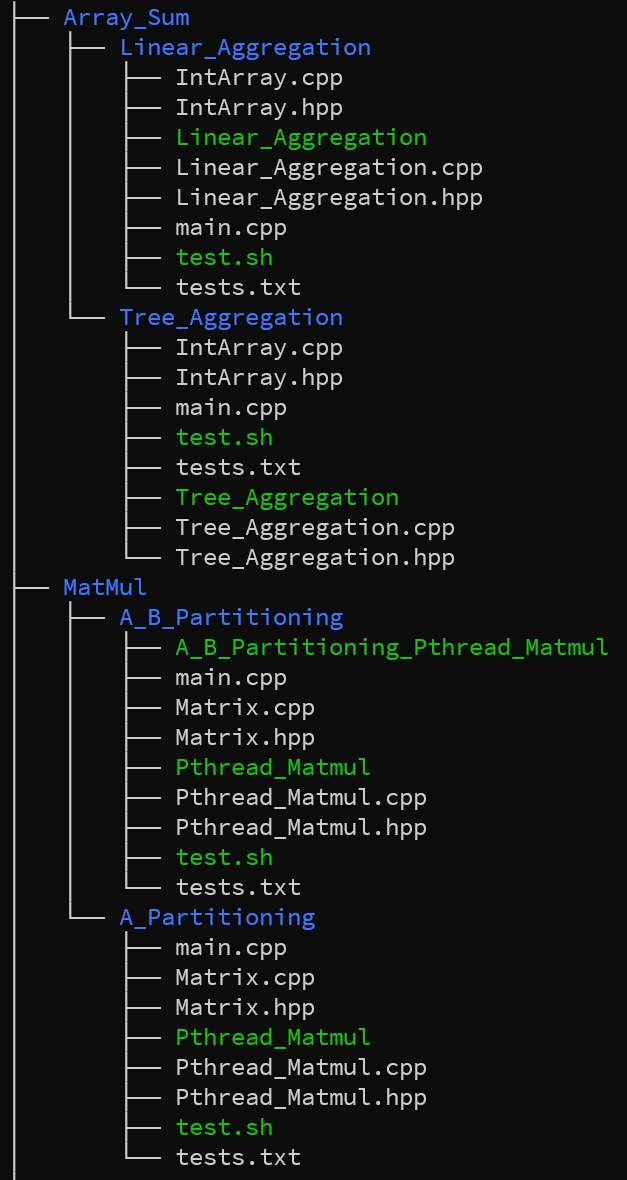 Array_Sum
Linear_Aggregation
IntArray.cpp
IntArray.hpp
Linear_Aggregation
Linear_Aggregation.cpp
Linear_Aggregation.hpp
main.cpp
test.sh
tests.txt
Tree_Aggregation
IntArray.cpp
IntArray.hpp
main.cpp
test.sh
tests.txt
Tree_Aggregation
Tree_Aggregation.cpp
Tree_Aggregation.hpp
MatMul
A_B_Partitioning
A_B_Partitioning_Pthread_Matmul
main.cpp
Matrix.cpp
Matrix.hpp
Pthread_Matmul
Pthread_Matmul.cpp
Pthread_Matmul.hpp
test.sh
tests.txt
A_Partitioning
main.cpp
Matrix.cpp
Matrix.hpp
Pthread_Matmul
Pthread_Matmul.cpp
Pthread_Matmul.hpp
test.sh
tests.txt